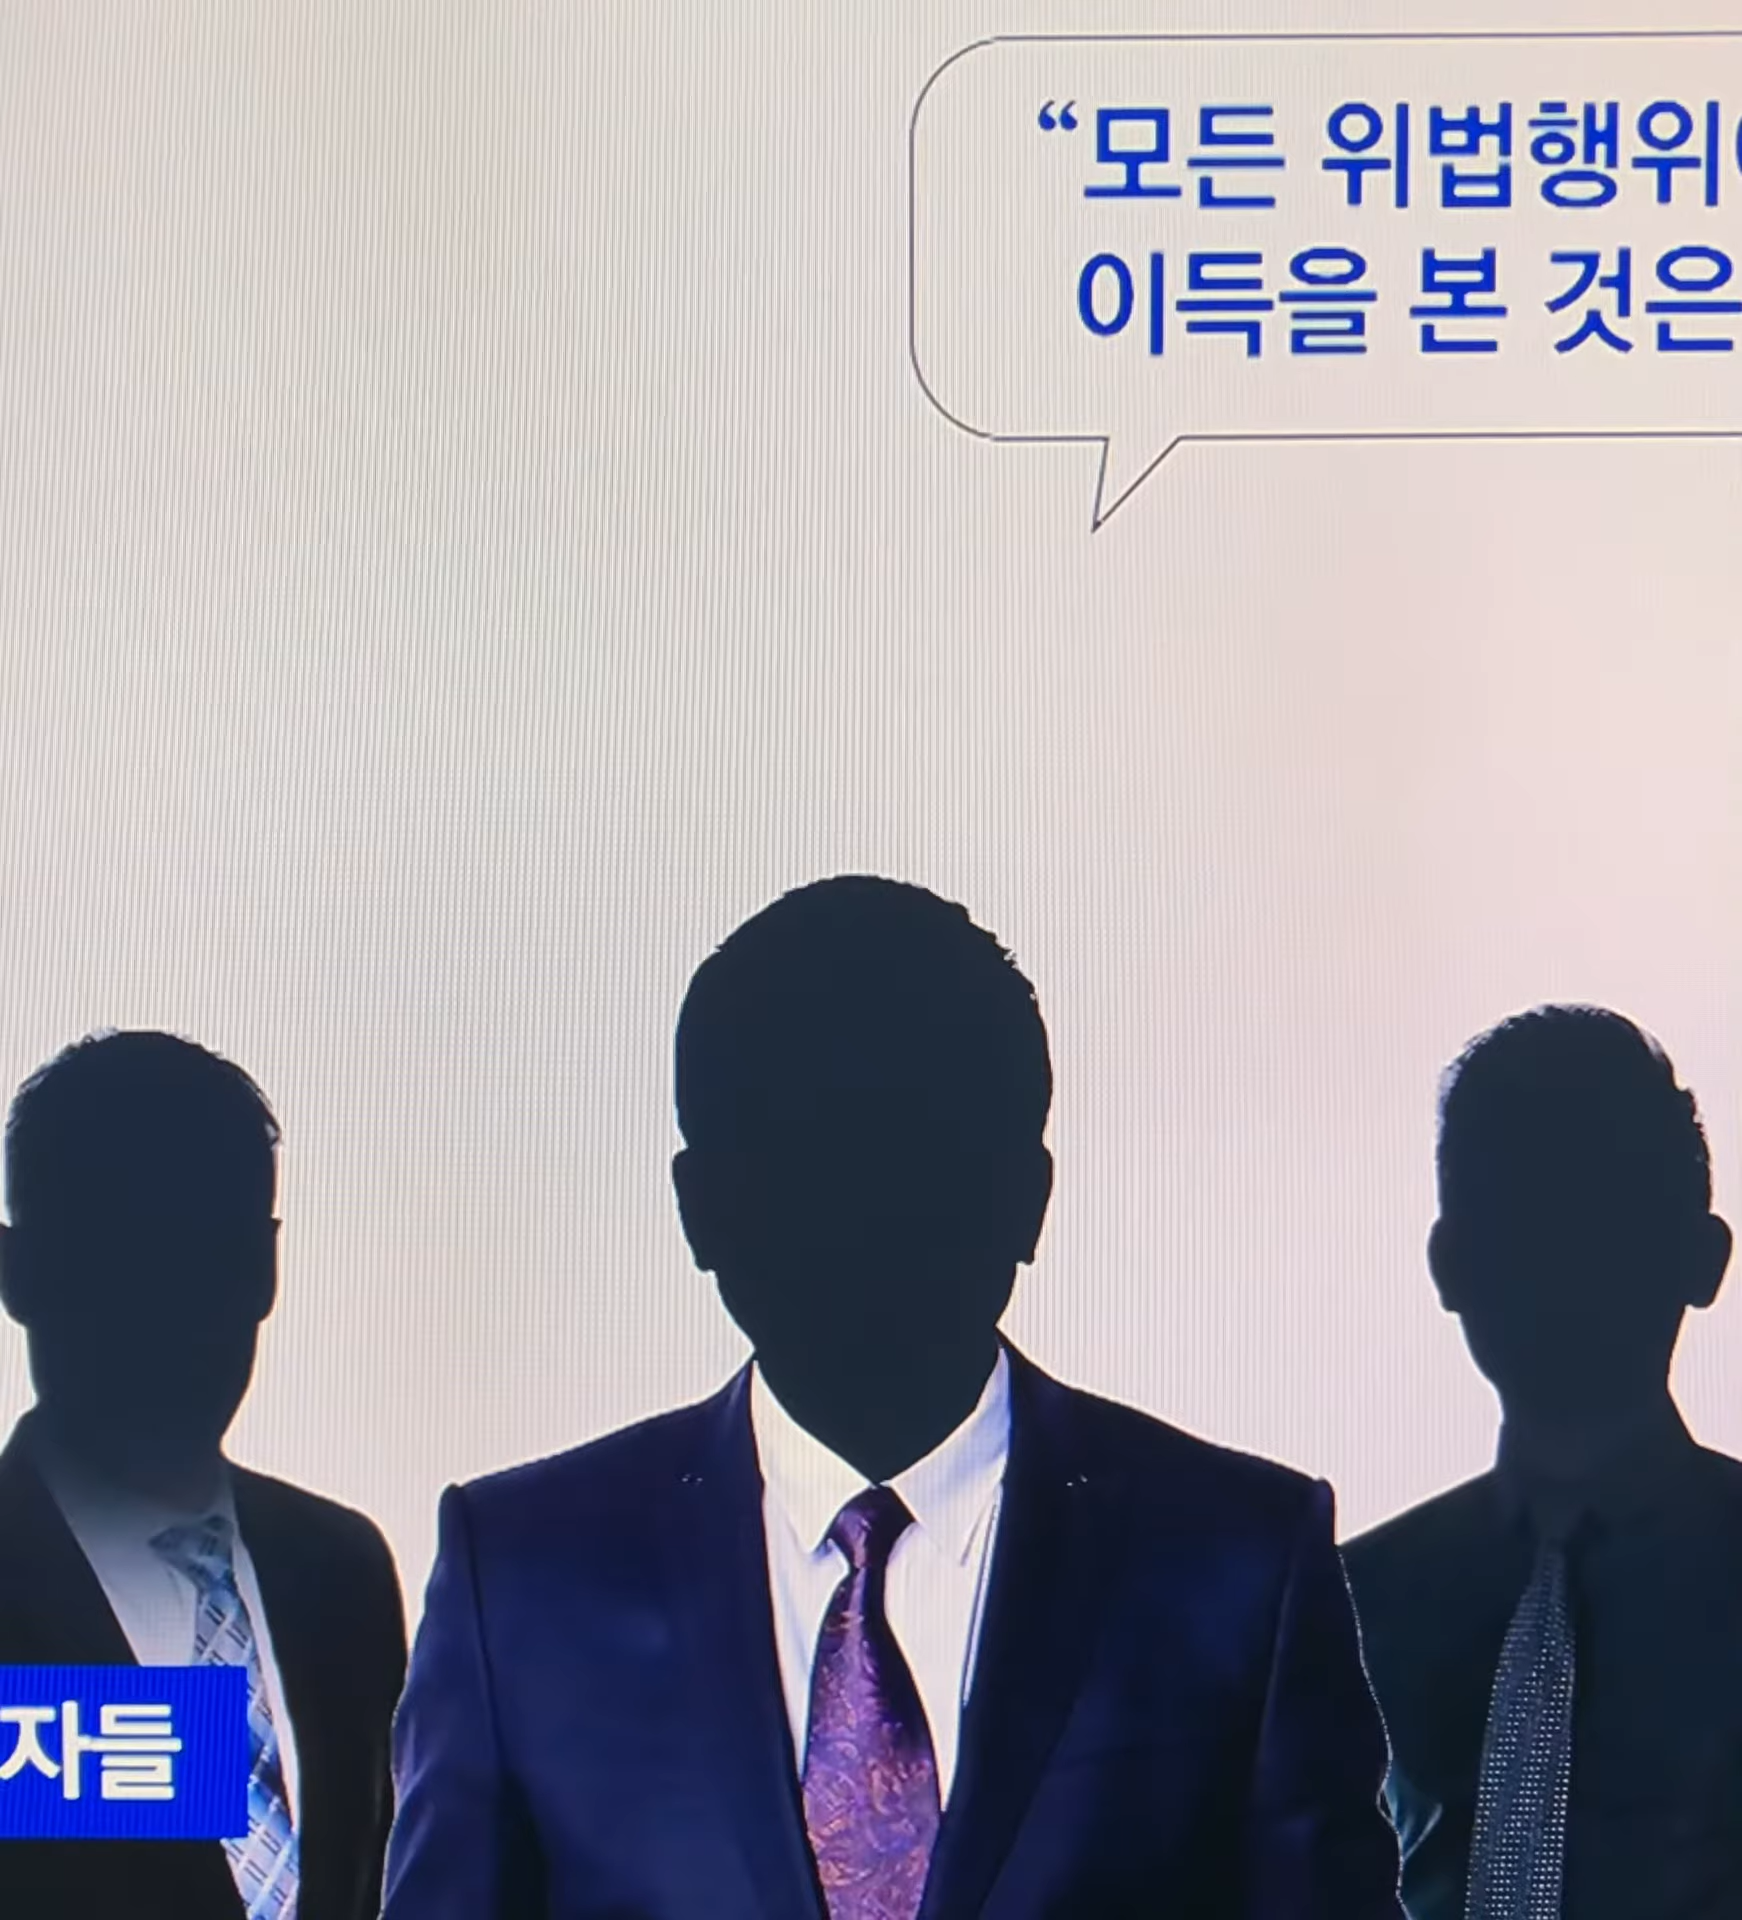 “모든 위법행위
이득을 본 것은
자들